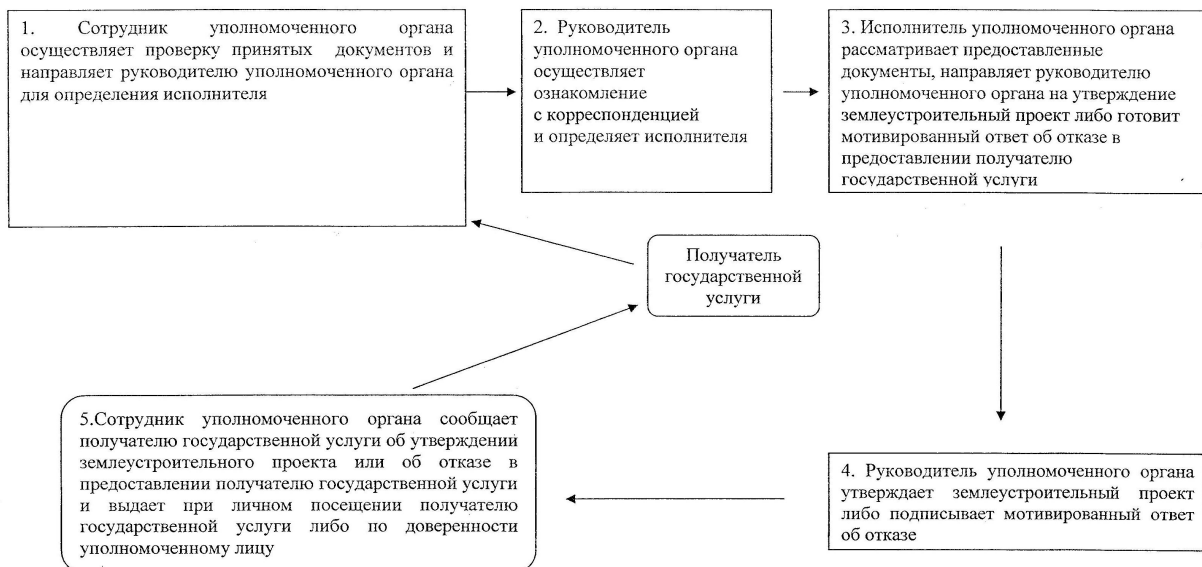 1. Сотрудник уполномоченного органа
осуществляет проверку принятых документов и
направляет руководителю уполномоченного органа
для определения исполнителя
2. Руководитель
уполномоченного органа
осуществляет
ознакомление
с корреспонденцией
и определяет исполнителя
3. Исполнитель уполномоченного органа
рассматривает предоставленные
документы, направляет руководителю
уполномоченного органа на утверждение
землеустроительный проект либо готовит
мотивированный ответ об отказе в
предоставлении получателю
государственной услуги
Получатель
государственной
услуги
4. Руководитель уполномоченного органа
утверждает землеустроительный проект
либо подписывает мотивированный ответ
об отказе
5.Сотрудник уполномоченного органа сообщает
получателю государственной услуги об утверждении
землеустроительного проекта или об отказе в
предоставлении получателю государственной услуги
и выдает при личном посещении получателю
государственной услуги либо по доверенности
уполномоченному лицу